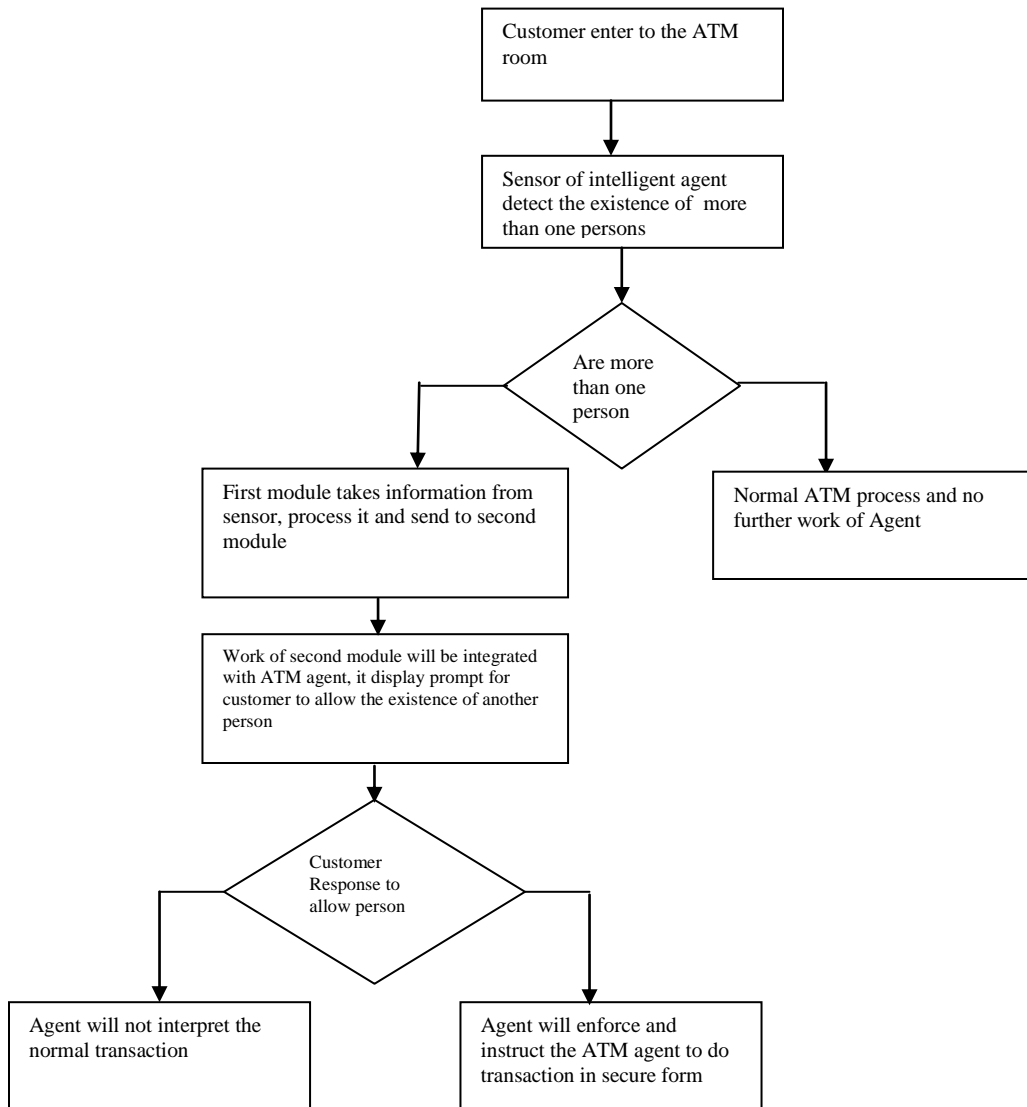 Customer enter to the ATM
room
Sensor of intelligent agent
detect the existence of more
than one persons
Are more
than one
person
First module takes information from
sensor, process it and send to second
module
Normal ATM process and no
further work of Agent
Work of second module will be integrated
with ATM agent, it display prompt for
customer to allow the existence of another
person
Customer
Response to
allow person
Agent will not interpret the
normal transaction
Agent will enforce and
instruct the ATM agent to do
transaction in secure form